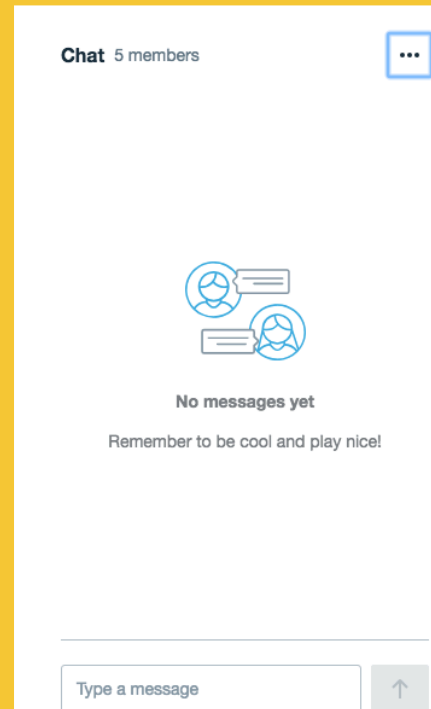 Chat 5 members
No messages yet
Remember to be cool and play nice!
Type a message